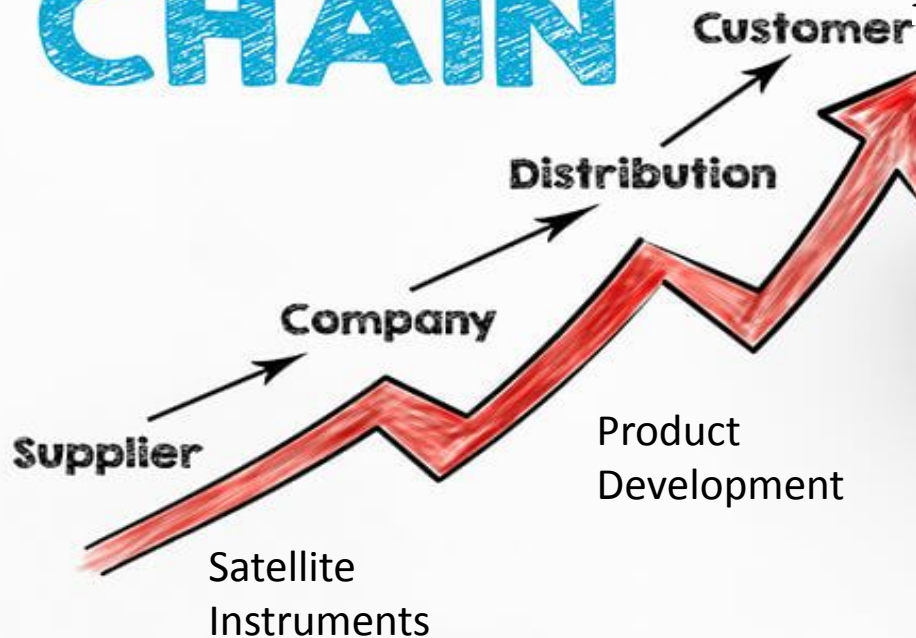 CHAIN
Customer
Distribution
Company
Supplier
Product
Development
Satellite
Instruments